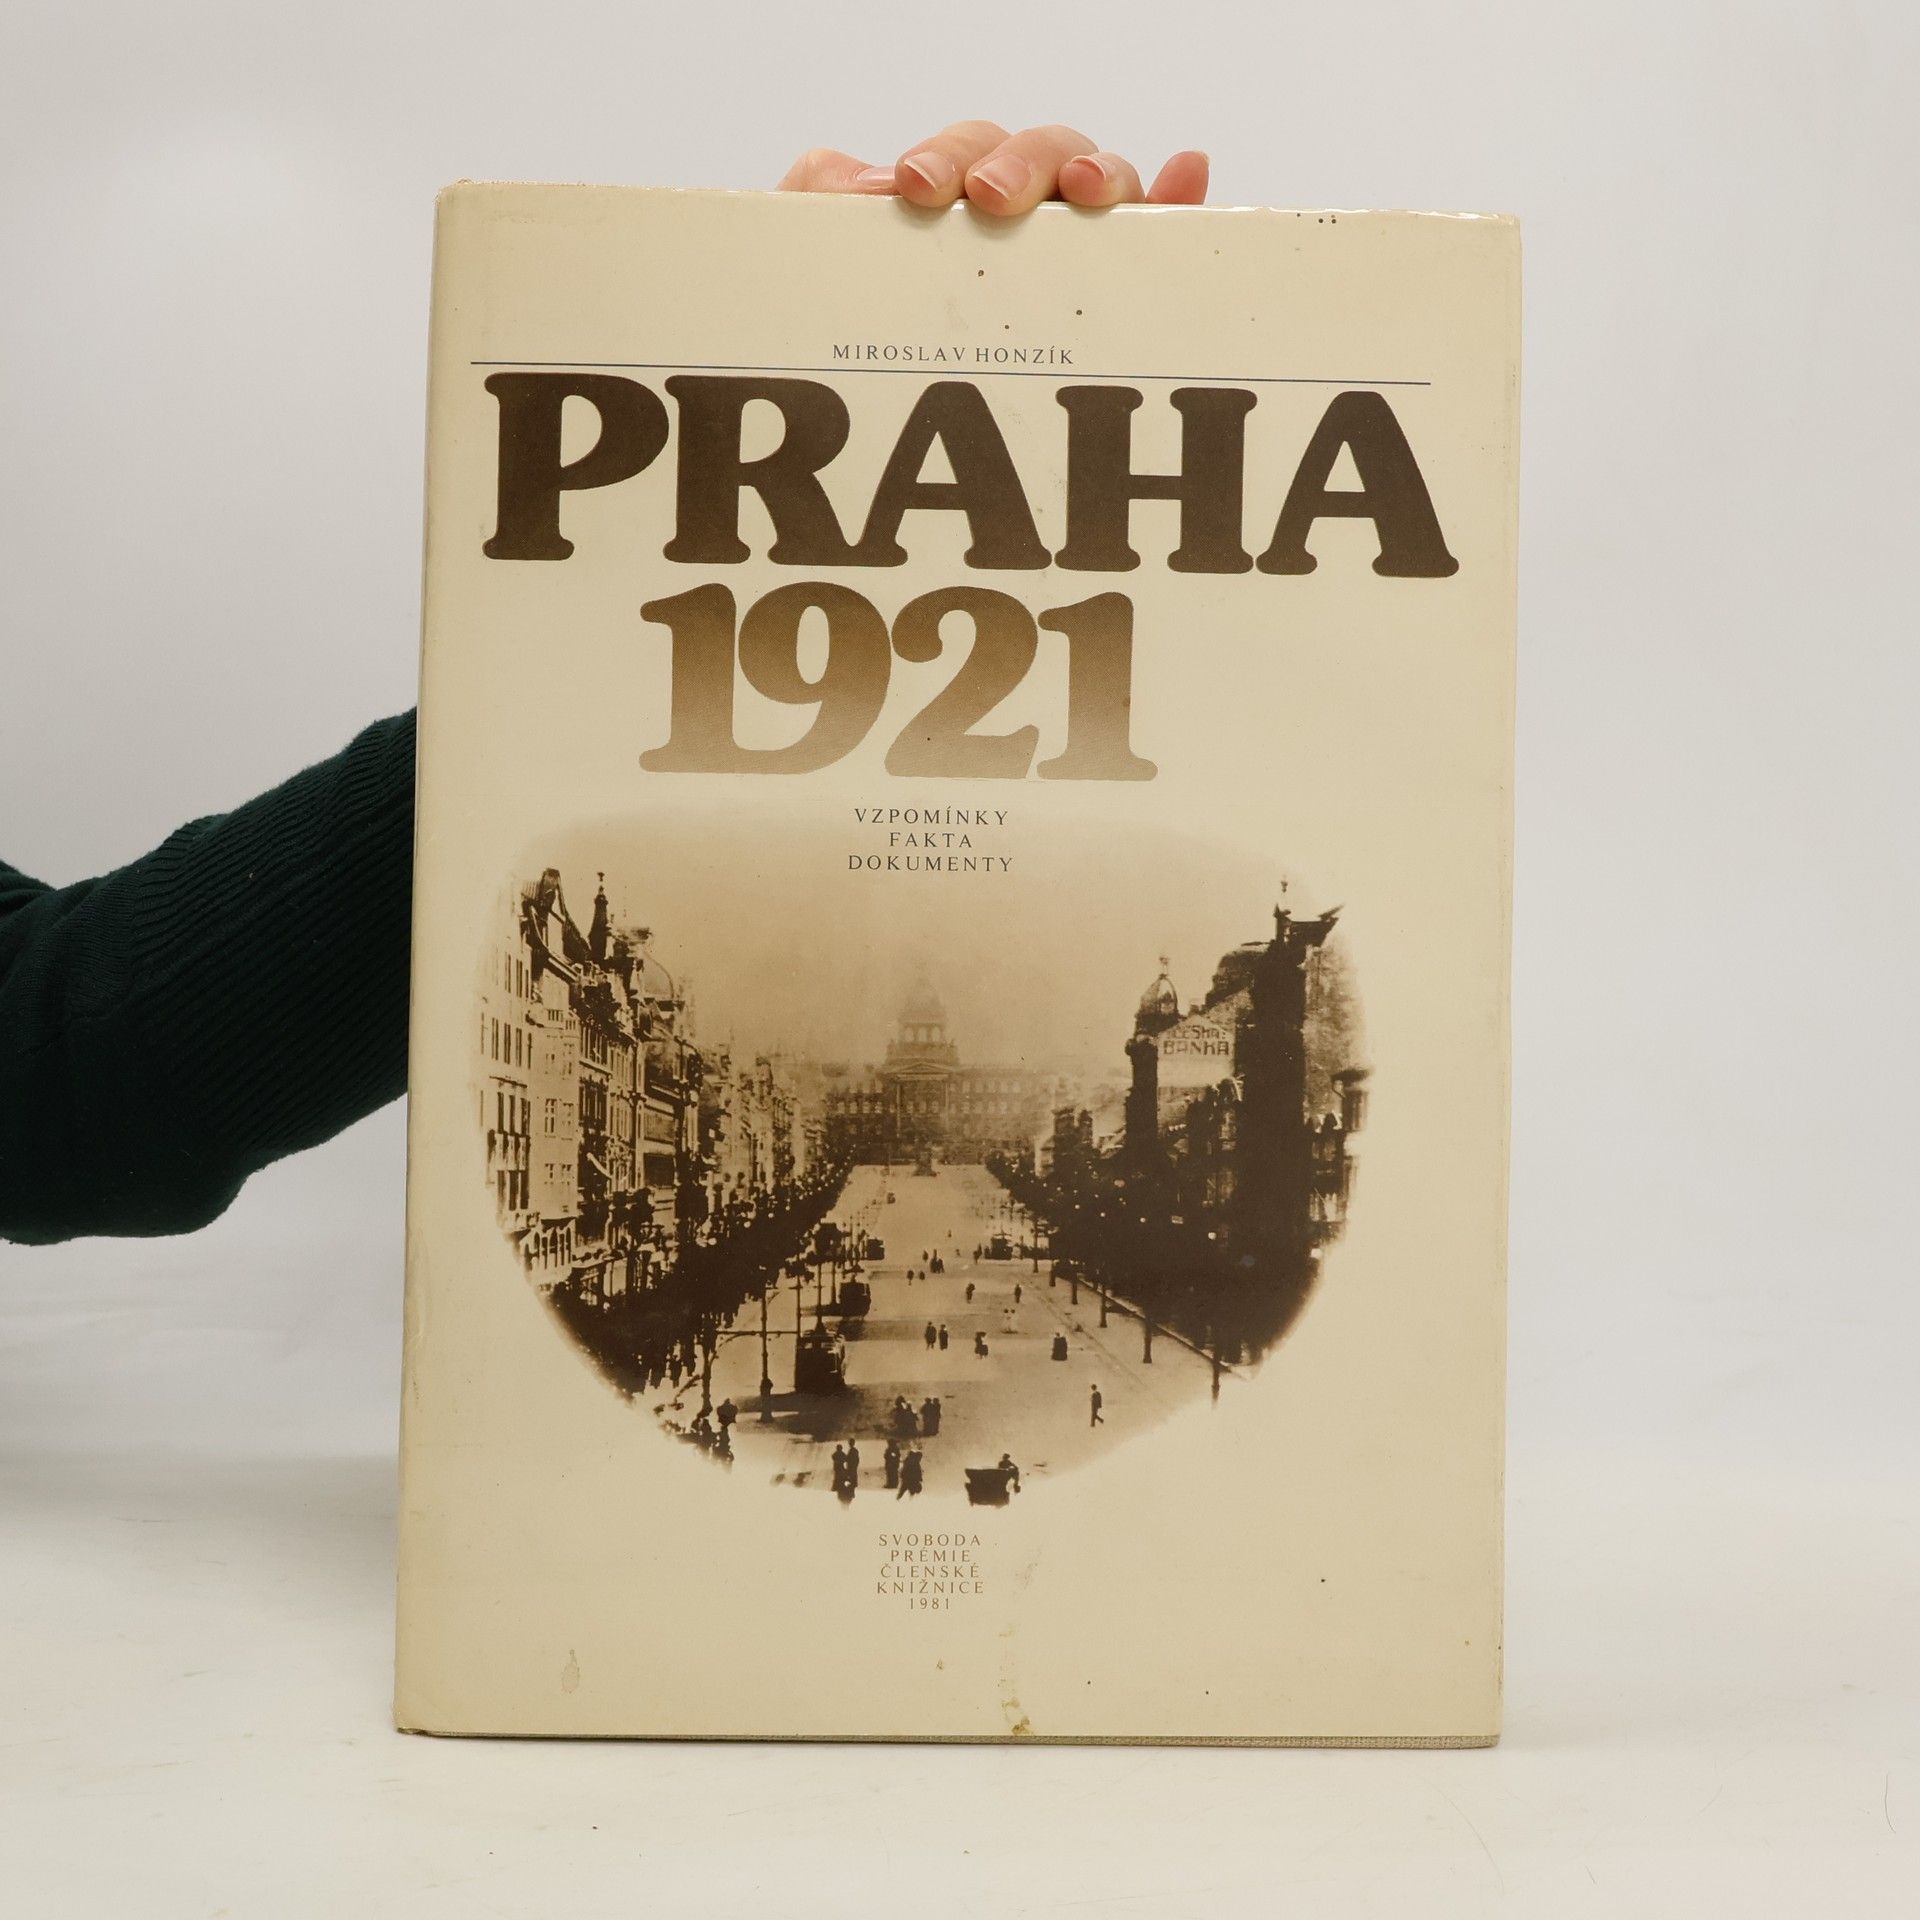 MIROSLAV HONZÍK
PRAHA
1921
VZPOMÍNKY
FAKTA
DOKUMENTY
ČESKÁ
BANKA
SVOBODA
PRÉMIE
ČLENSKÉ
KNIŽNICE
1981